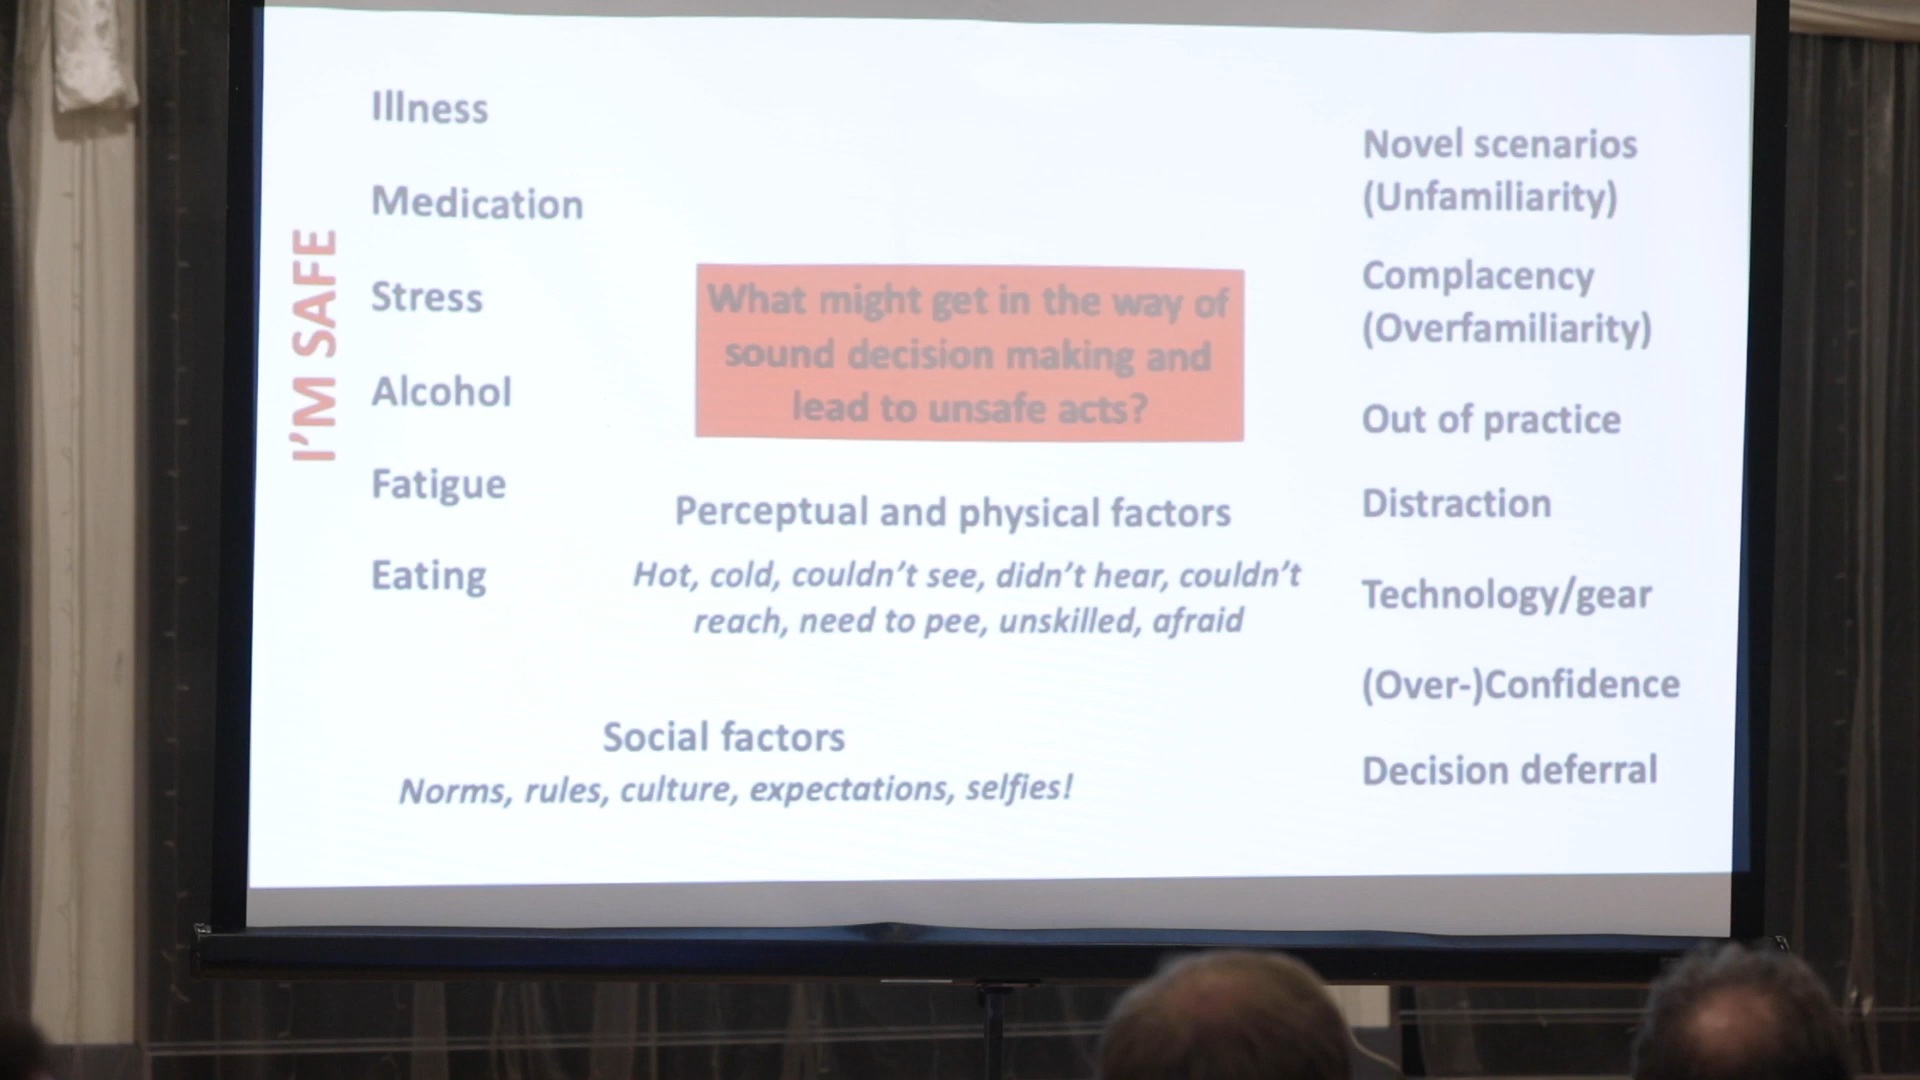 I'M SAFE
Illness
Medication
Stress
Alcohol
Fatigue
Eating
What might get in the way of
sound decision making and
lead to unsafe acts?
Perceptual and physical factors
Hot, cold, couldn't see, didn't hear, couldn't
reach, need to pee, unskilled, afraid
Social factors
Norms, rules, culture, expectations, selfies!
Novel scenarios
(Unfamiliarity)
Complacency
(Overfamiliarity)
Out of practice
Distraction
Technology/gear
(Over-)Confidence
Decision deferral